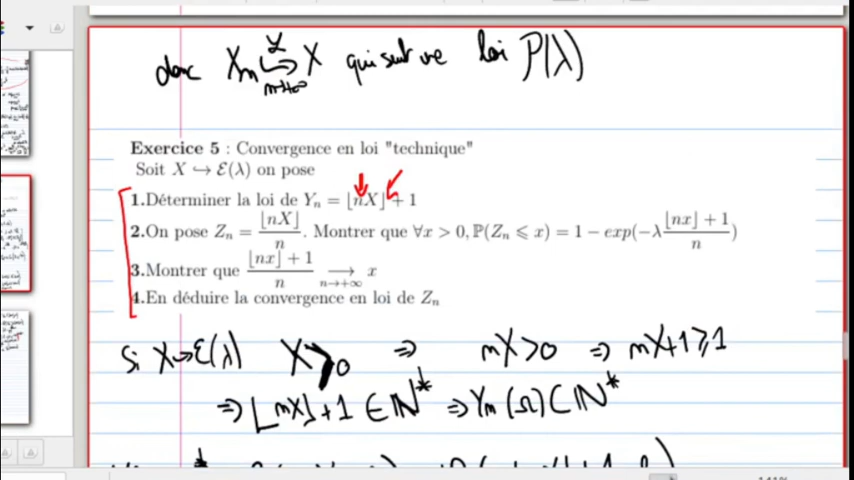 donc Xn ↪ X qui suit une loi P(λ)
n→+∞
Exercice 5 : Convergence en loi "technique"
Soit X ↪ ℰ(λ) on pose
1.Déterminer la loi de Yn = ⌊nX⌋ + 1
2.On pose Zn = ⌊nX⌋/n. Montrer que ∀x > 0, ℙ(Zn ⩽ x) = 1 − exp(−λ (⌊nx⌋ + 1)/n)
3.Montrer que (⌊nx⌋ + 1)/n ⟶ x
n→+∞
4.En déduire la convergence en loi de Zn
Si X↪ℰ(λ) X⩾0 ⇒ nX⩾0 ⇒ nX+1⩾1
⇒ ⌊nX⌋+1 ∈ ℕ* ⇒ Yn(Ω)⊂ℕ*